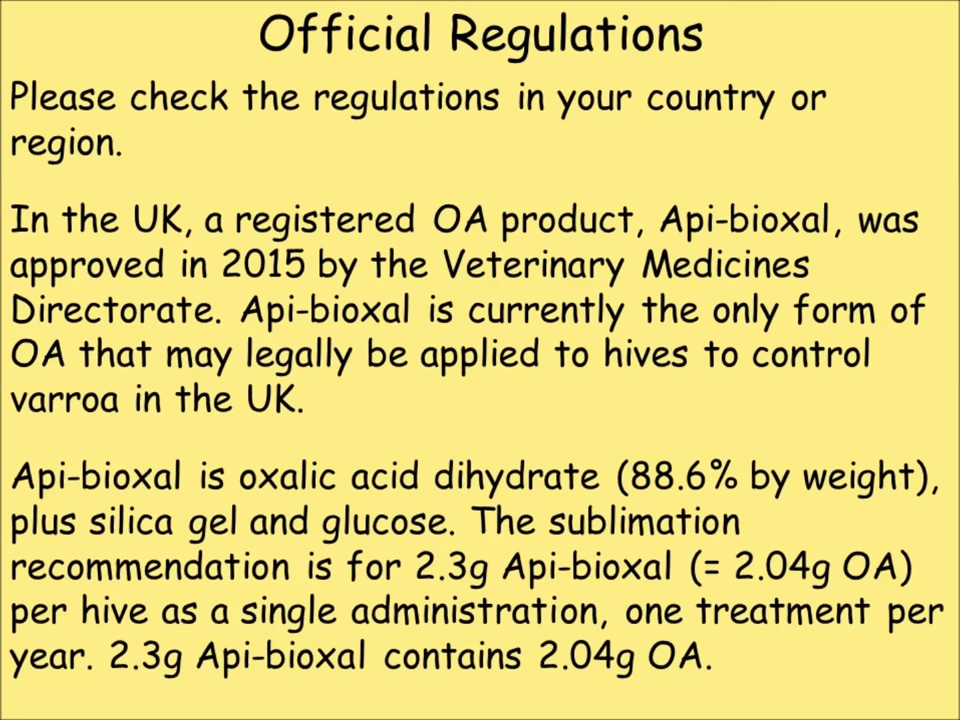 Official Regulations
Please check the regulations in your country or
region.
In the UK, a registered OA product, Api-bioxal, was
approved in 2015 by the Veterinary Medicines
Directorate. Api-bioxal is currently the only form of
OA that may legally be applied to hives to control
varroa in the UK.
Api-bioxal is oxalic acid dihydrate (88.6% by weight),
plus silica gel and glucose. The sublimation
recommendation is for 2.3g Api-bioxal (= 2.04g OA)
per hive as a single administration, one treatment per
year. 2.3g Api-bioxal contains 2.04g OA.